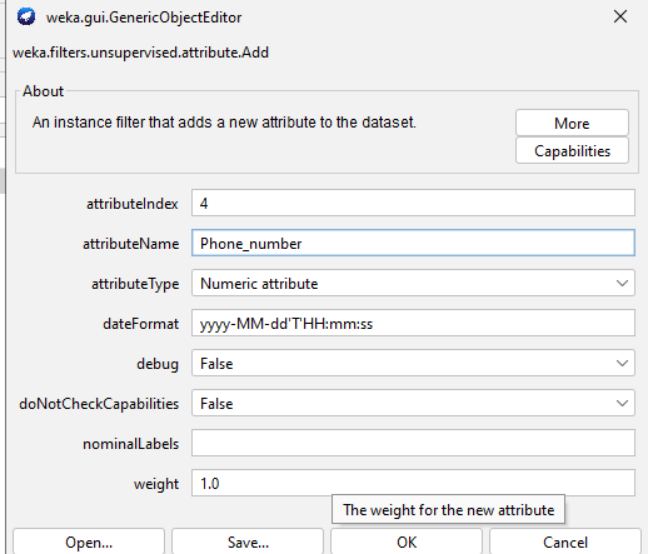 weka.gui.GenericObjectEditor
weka.filters.unsupervised.attribute.Add
About
An instance filter that adds a new attribute to the dataset.
More
Capabilities
attributeIndex 4
attributeName Phone_number
attributeType Numeric attribute
dateFormat yyyy-MM-dd'T'HH:mm:ss
debug False
doNotCheckCapabilities False
nominalLabels
weight 1.0
The weight for the new attribute
Open... Save... OK Cancel